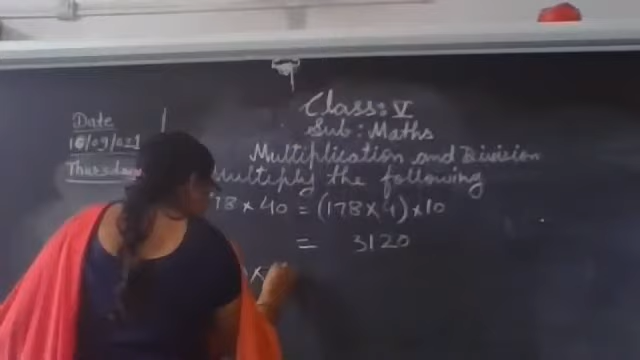 Date
16/09/021
Thursday
Class: V
Sub: Maths
Multiplication and Division
Multiply the following
78 × 40 = (178 × 4) × 10
= 3120
×